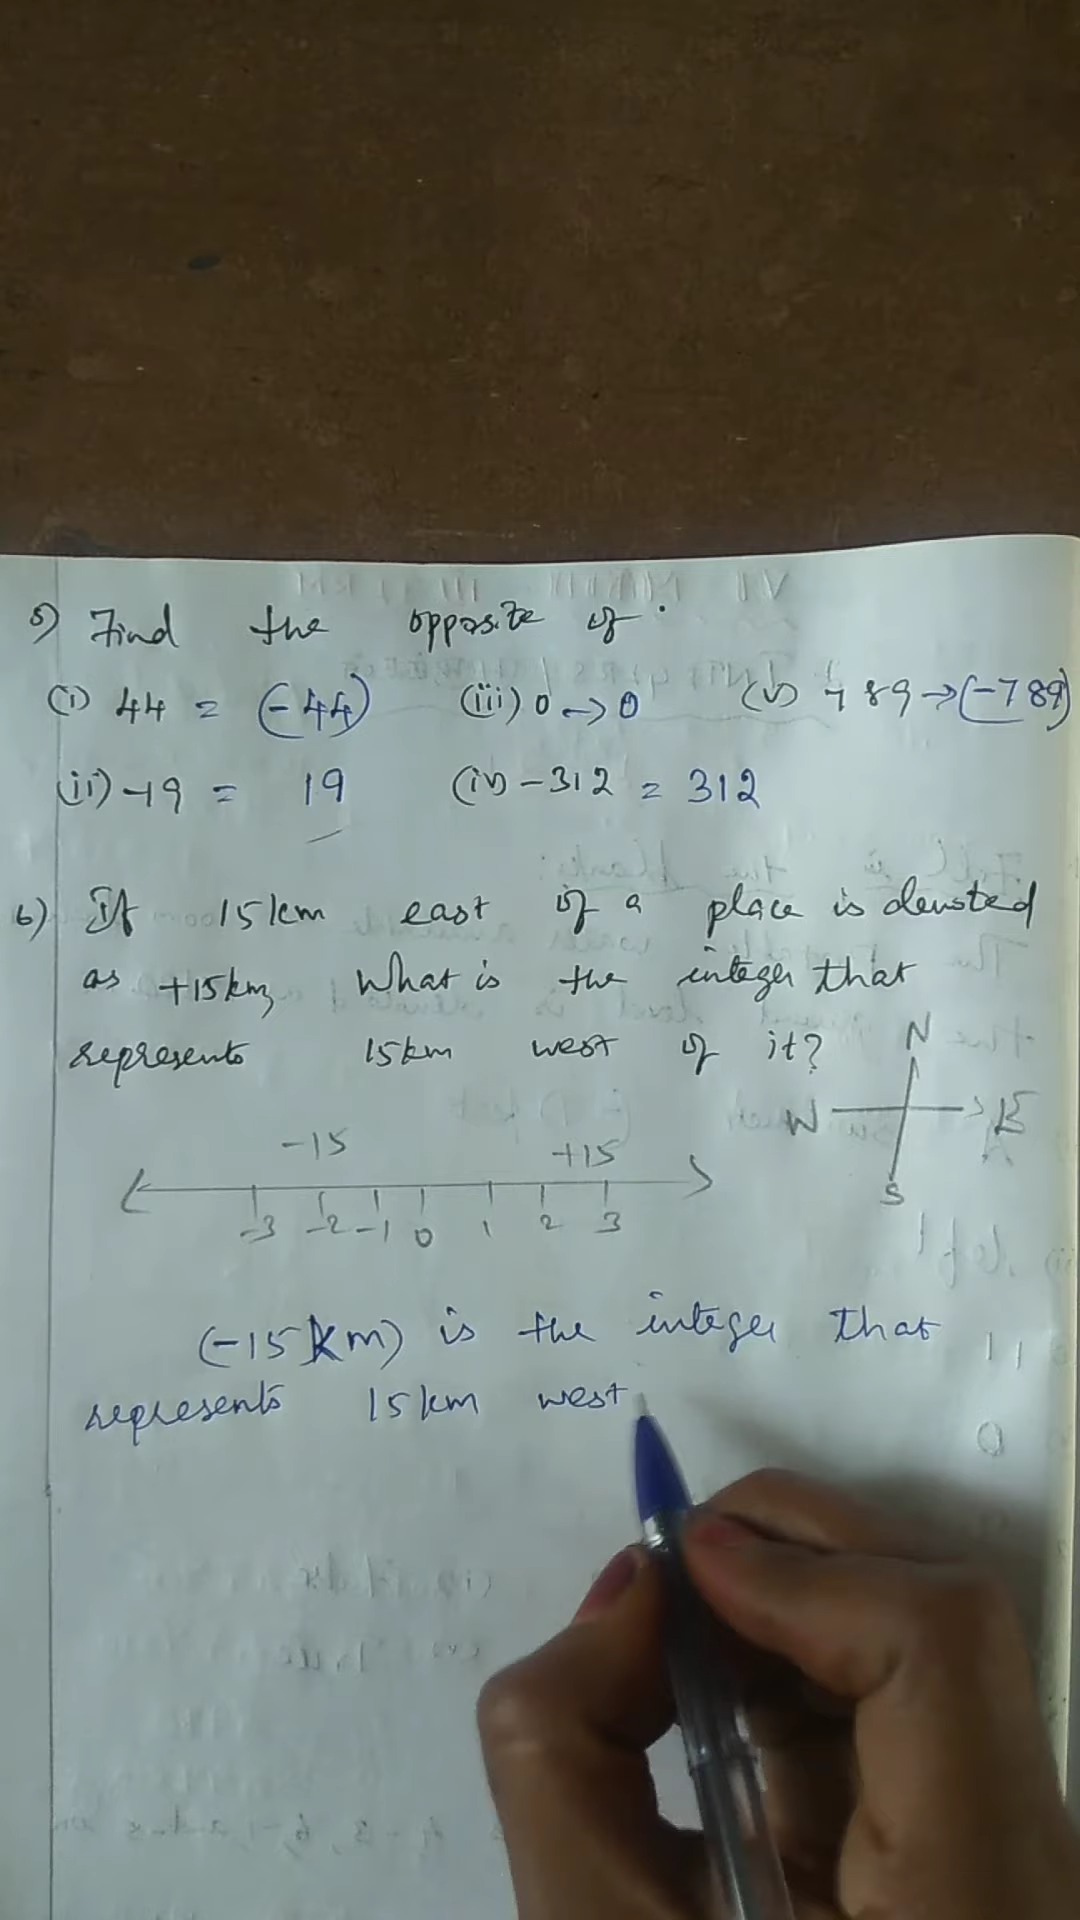 5) Find the opposite of.
(i) 44 = (-44) (iii) 0 → 0 (v) 789 → (-789)
(ii) -19 = 19 (iv) -312 = 312
6) If 15km east of a place is denoted
as +15km, What is the integer that
represents 15km west of it?
N
W E
S
-15 +15
-3 -2 -1 0 1 2 3
(-15km) is the integer that
represents 15km west